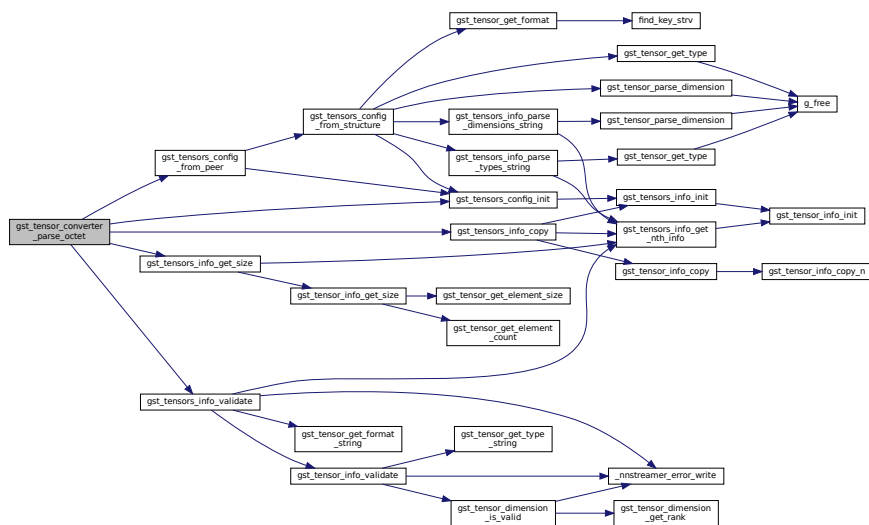 gst_tensor_get_format
find_key_strv
gst_tensor_get_type
gst_tensor_parse_dimension
g_free
gst_tensors_config
_from_structure
gst_tensors_info_parse
_dimensions_string
gst_tensor_parse_dimension
gst_tensors_info_parse
_types_string
gst_tensor_get_type
gst_tensors_config
_from_peer
gst_tensors_config_init
gst_tensors_info_init
gst_tensor_info_init
gst_tensor_converter
_parse_octet
gst_tensors_info_copy
gst_tensors_info_get
_nth_info
gst_tensors_info_get_size
gst_tensor_info_copy
gst_tensor_info_copy_n
gst_tensor_info_get_size
gst_tensor_get_element_size
gst_tensor_get_element
_count
gst_tensors_info_validate
gst_tensor_get_format
_string
gst_tensor_get_type
_string
gst_tensor_info_validate
_nnstreamer_error_write
gst_tensor_dimension
_is_valid
gst_tensor_dimension
_get_rank